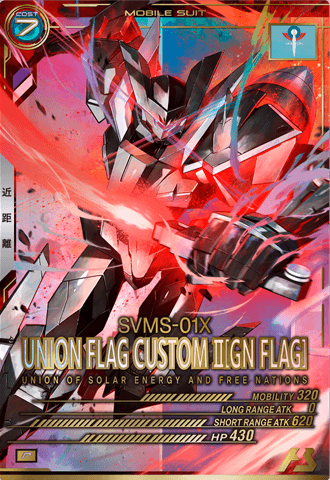 COST
MOBILE SUIT
7
近距離
SVMS-01X
UNION FLAG CUSTOM Ⅱ[GN FLAG]
UNION OF SOLAR ENERGY AND FREE NATIONS
MOBILITY 320
LONG RANGE ATK 0
SHORT RANGE ATK 620
HP 430